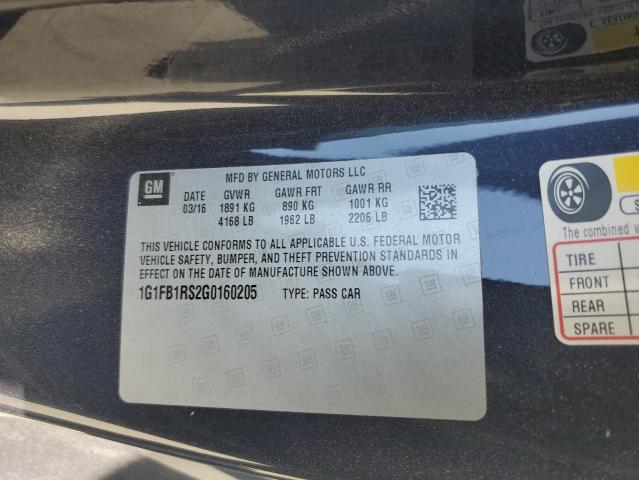 GM
MFD BY GENERAL MOTORS LLC
DATE GVWR GAWR FRT GAWR RR
03/16 1891 KG 890 KG 1001 KG
4168 LB 1962 LB 2206 LB
THIS VEHICLE CONFORMS TO ALL APPLICABLE U.S. FEDERAL MOTOR
VEHICLE SAFETY, BUMPER, AND THEFT PREVENTION STANDARDS IN
EFFECT ON THE DATE OF MANUFACTURE SHOWN ABOVE.
1G1FB1RS2G0160205 TYPE: PASS CAR
The combined
TIRE
FRONT
REAR
SPARE